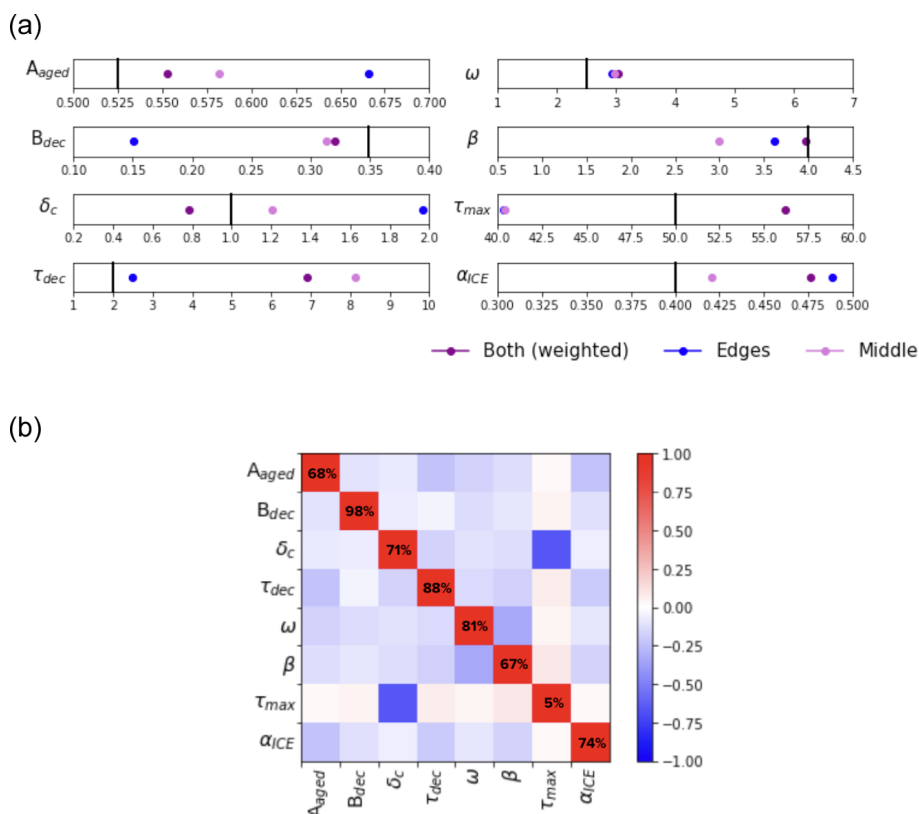 (a)
A_aged
0.500 0.525 0.550 0.575 0.600 0.625 0.650 0.675 0.700
ω
1 2 3 4 5 6 7
B_dec
0.10 0.15 0.20 0.25 0.30 0.35 0.40
β
0.5 1.0 1.5 2.0 2.5 3.0 3.5 4.0 4.5
δ_c
0.2 0.4 0.6 0.8 1.0 1.2 1.4 1.6 1.8 2.0
τ_max
40.0 42.5 45.0 47.5 50.0 52.5 55.0 57.5 60.0
τ_dec
1 2 3 4 5 6 7 8 9 10
α_ICE
0.300 0.325 0.350 0.375 0.400 0.425 0.450 0.475 0.500
Both (weighted) Edges Middle
(b)
A_aged 68% 1.00
B_dec 98% 0.75
δ_c 71% 0.50
τ_dec 88% 0.25
0.00
ω 81% −0.25
β 67% −0.50
τ_max 5% −0.75
α_ICE 74% −1.00
A_aged B_dec δ_c τ_dec ω β τ_max α_ICE